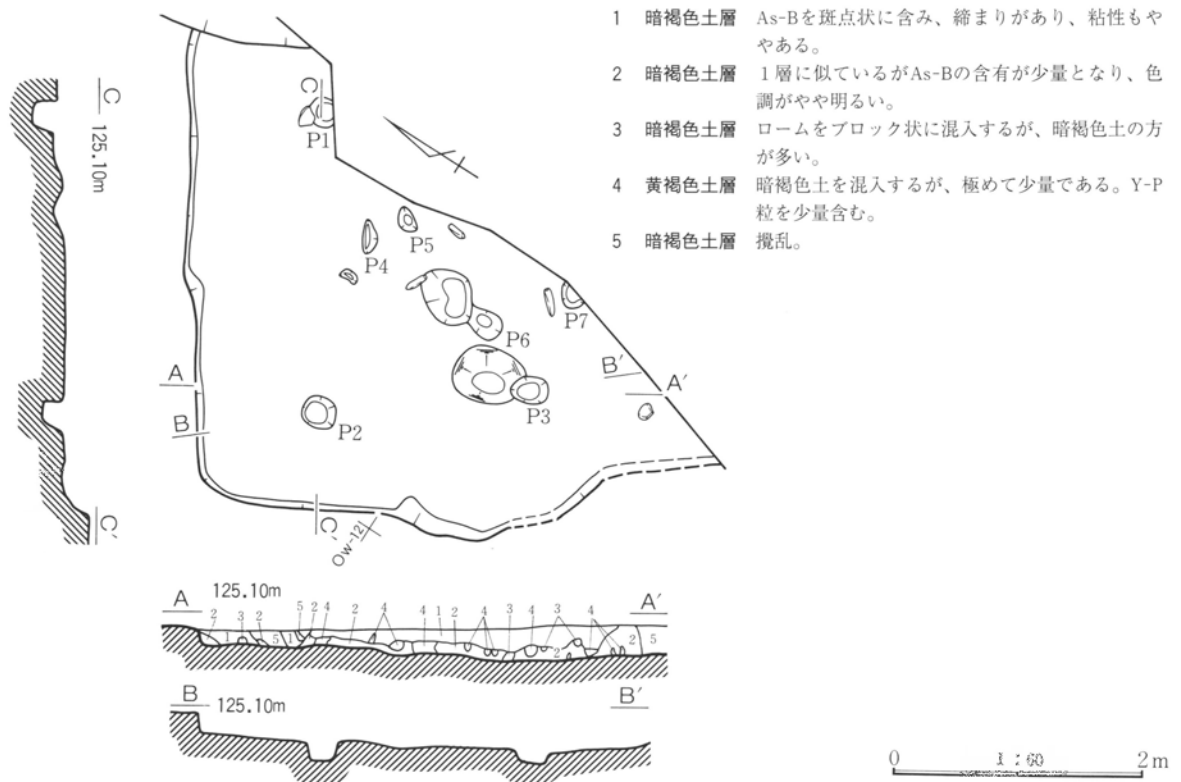 1 暗褐色土層 As-Bを斑点状に含み、締まりがあり、粘性もや
やある。
2 暗褐色土層 1層に似ているがAs-Bの含有が少量となり、色
調がやや明るい。
3 暗褐色土層 ロームをブロック状に混入するが、暗褐色土の方
が多い。
4 黄褐色土層 暗褐色土を混入するが、極めて少量である。Y-P
粒を少量含む。
5 暗褐色土層 攪乱。
C
125.10m
C'
C
P1
P5
P4
P7
P6
B'
A
A'
P3
B
P2
C'
Ow-12
125.10m
A
A'
2 3 2 5 2 4 2 4 4 1 2 4 3 4 3 4
1 5 1 2 2 5
B
125.10m
B'
0 1:60 2m